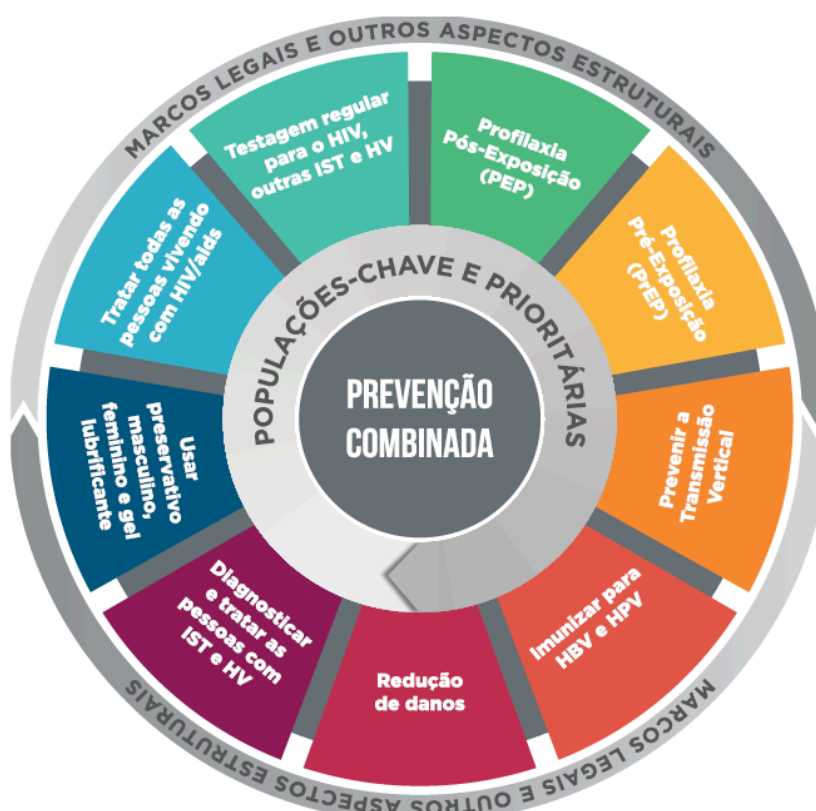 MARCOS LEGAIS E OUTROS ASPECTOS ESTRUTURAIS
Testagem regular
para o HIV,
outras IST e HV
Profilaxia
Pós-Exposição
(PEP)
Profilaxia
Pré-Exposição
(PrEP)
Prevenir a
Transmissão
Vertical
Imunizar para
HBV e HPV
Redução
de danos
Diagnosticar
e tratar as
pessoas com
IST e HV
Usar
preservativo
masculino,
feminino e gel
lubrificante
Tratar todas as
pessoas vivendo
com HIV/aids
POPULAÇÕES-CHAVE E PRIORITÁRIAS
PREVENÇÃO
COMBINADA
MARCOS LEGAIS E OUTROS ASPECTOS ESTRUTURAIS